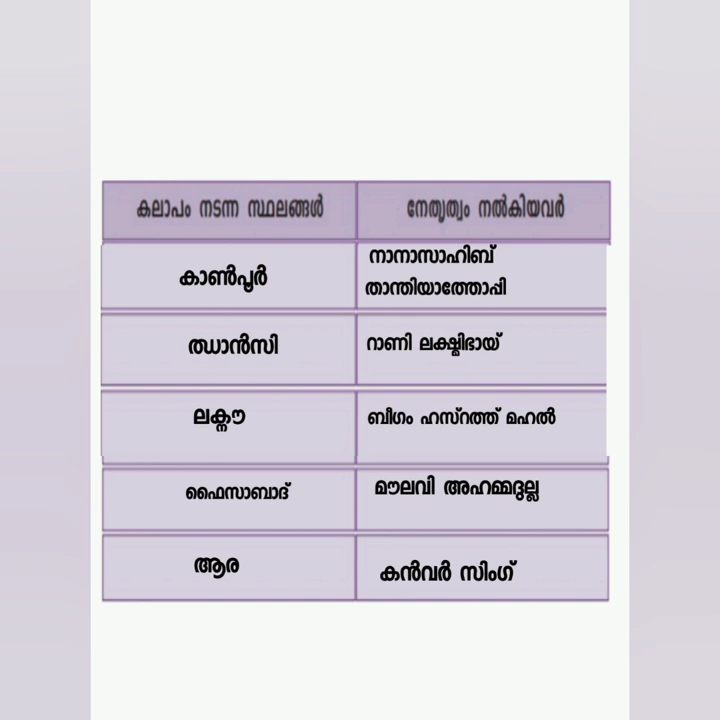 കലാപം നടന്ന സ്ഥലങ്ങൾ
നേതൃത്വം നൽകിയവർ
കാൺപൂർ
നാനാസാഹിബ്
താന്തിയാത്തോപ്പി
ഝാൻസി
റാണി ലക്ഷ്മിഭായ്
ലക്നൗ
ബീഗം ഹസ്റത്ത് മഹൽ
ഫൈസാബാദ്
മൗലവി അഹമ്മദുല്ല
ആര
കൻവർ സിംഗ്